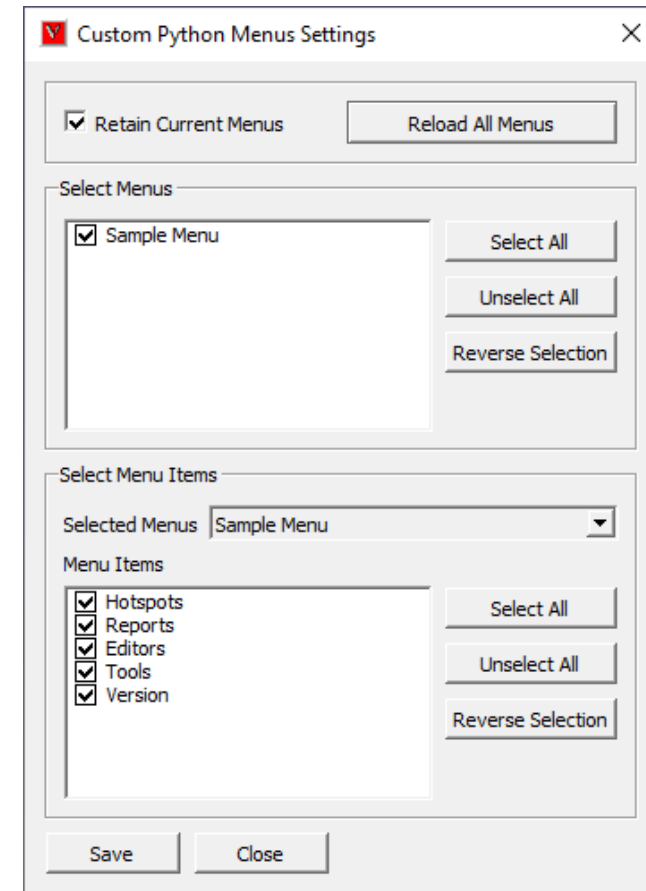 V Custom Python Menus Settings
Retain Current Menus Reload All Menus
Select Menus
Sample Menu
Select All
Unselect All
Reverse Selection
Select Menu Items
Selected Menus Sample Menu
Menu Items
Hotspots
Reports
Editors
Tools
Version
Select All
Unselect All
Reverse Selection
Save Close